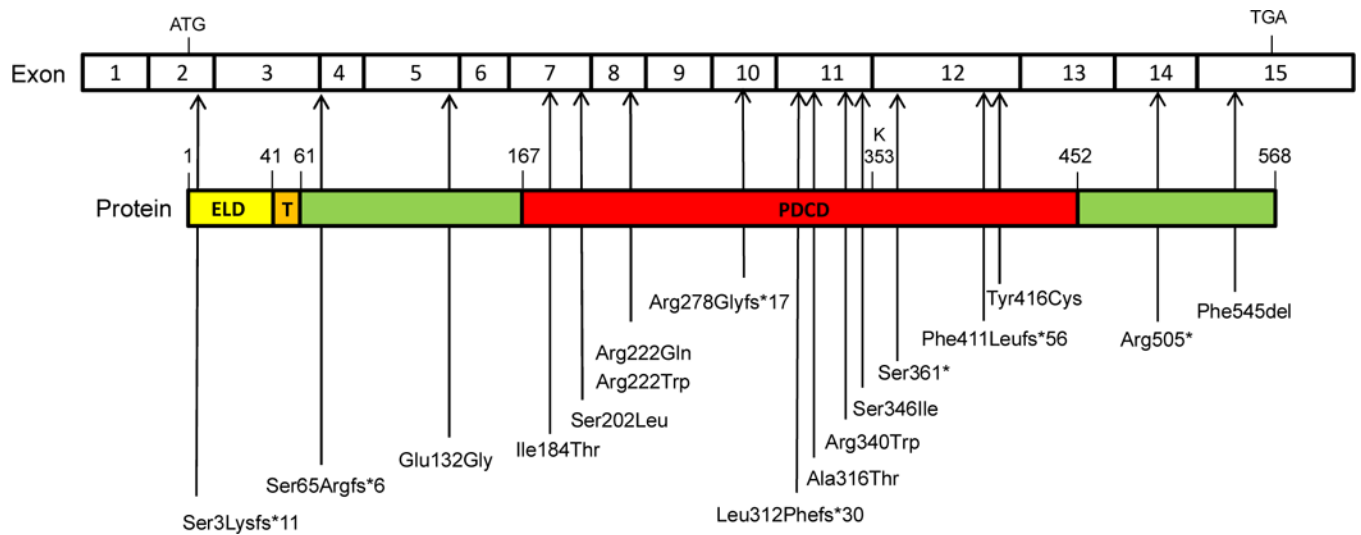 ATG TGA
Exon 1 2 3 4 5 6 7 8 9 10 11 12 13 14 15
K
1 41 61 167 353 452 568
Protein ELD T PDCD
Arg278Glyfs*17
Tyr416Cys
Phe545del
Phe411Leufs*56
Arg505*
Arg222Gln
Arg222Trp
Ser361*
Ser346Ile
Ser202Leu
Arg340Trp
Ile184Thr
Glu132Gly
Ala316Thr
Ser65Argfs*6
Leu312Phefs*30
Ser3Lysfs*11